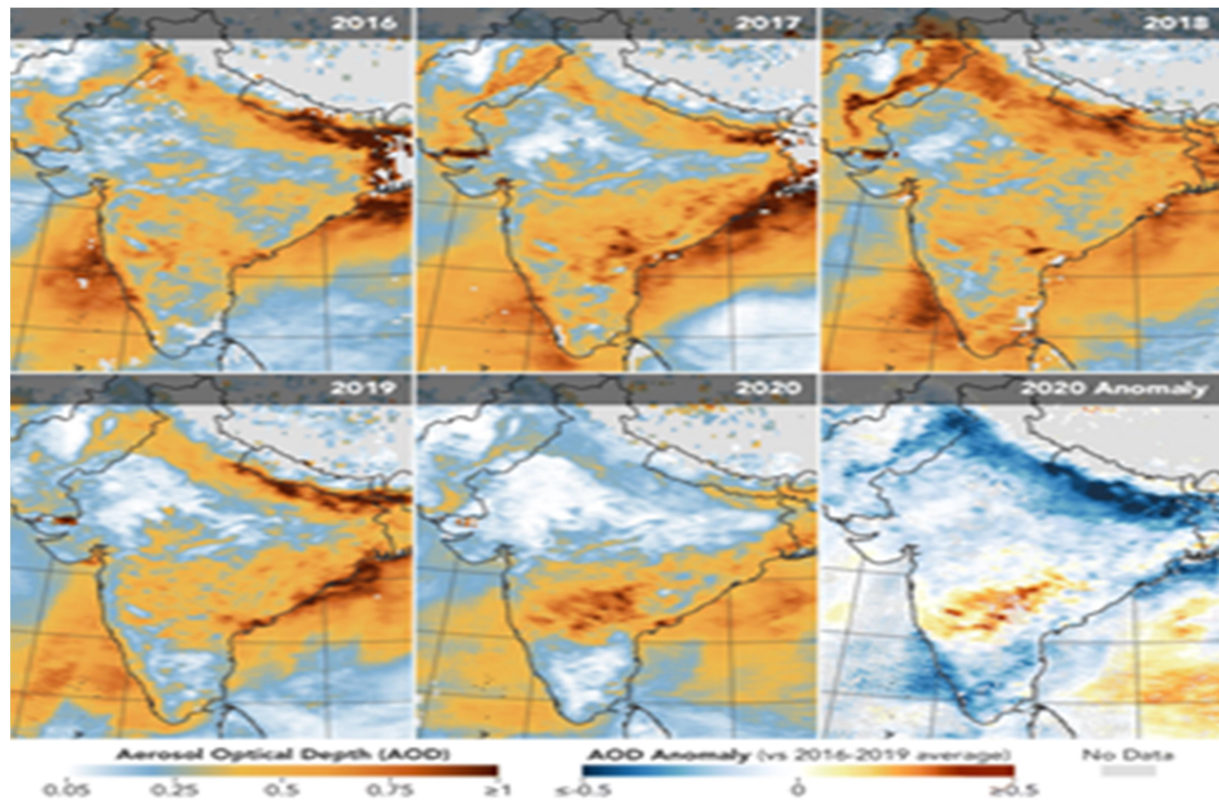 2016
2017
2018
2019
2020
2020 Anomaly
Aerosol Optical Depth (AOD)
0.05 0.25 0.5 0.75 ≥1
AOD Anomaly (vs 2016-2019 average)
≤-0.5 0 ≥0.5
No Data